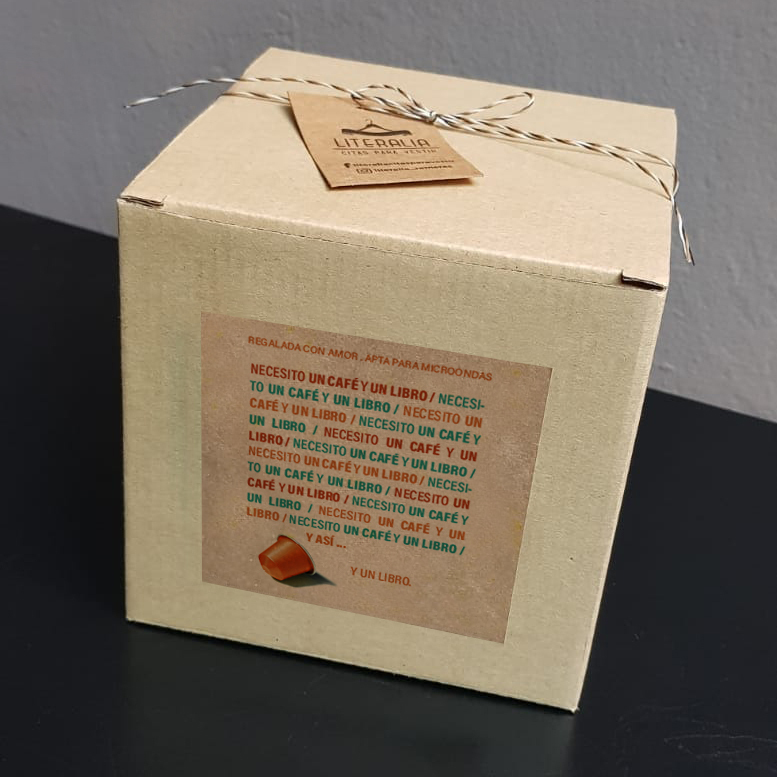 LITERALIA
CITAS PARA VESTIR
REGALADA CON AMOR . APTA PARA MICROONDAS
NECESITO UN CAFÉ Y UN LIBRO / NECESI-
TO UN CAFÉ Y UN LIBRO / NECESITO UN
CAFÉ Y UN LIBRO / NECESITO UN CAFÉ Y
UN LIBRO / NECESITO UN CAFÉ Y UN
LIBRO / NECESITO UN CAFÉ Y UN LIBRO /
NECESITO UN CAFÉ Y UN LIBRO / NECESI-
TO UN CAFÉ Y UN LIBRO / NECESITO UN
CAFÉ Y UN LIBRO / NECESITO UN CAFÉ Y
UN LIBRO / NECESITO UN CAFÉ Y UN
LIBRO / NECESITO UN CAFÉ Y UN LIBRO /
Y ASÍ ...
Y UN LIBRO.